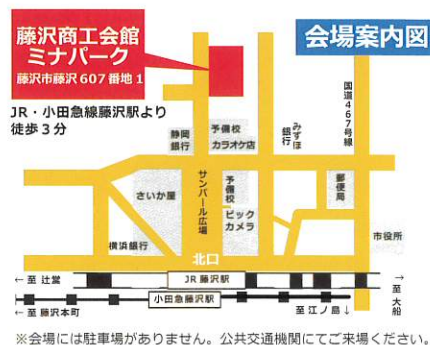 藤沢商工会館
ミナパーク
藤沢市藤沢607番地1
会場案内図
JR・小田急線藤沢駅より
徒歩3分
国道467号線
静岡
銀行
予備校
カラオケ店
みずほ
銀行
さいか屋
サンパール広場
予備校
ビック
カメラ
郵便局
横浜銀行
市役所
北口
← 至 辻堂
JR藤沢駅
小田急藤沢駅
→至 大船
←至 藤沢本町
至 江ノ島↓
※会場には駐車場がありません。公共交通機関にてご来場ください。